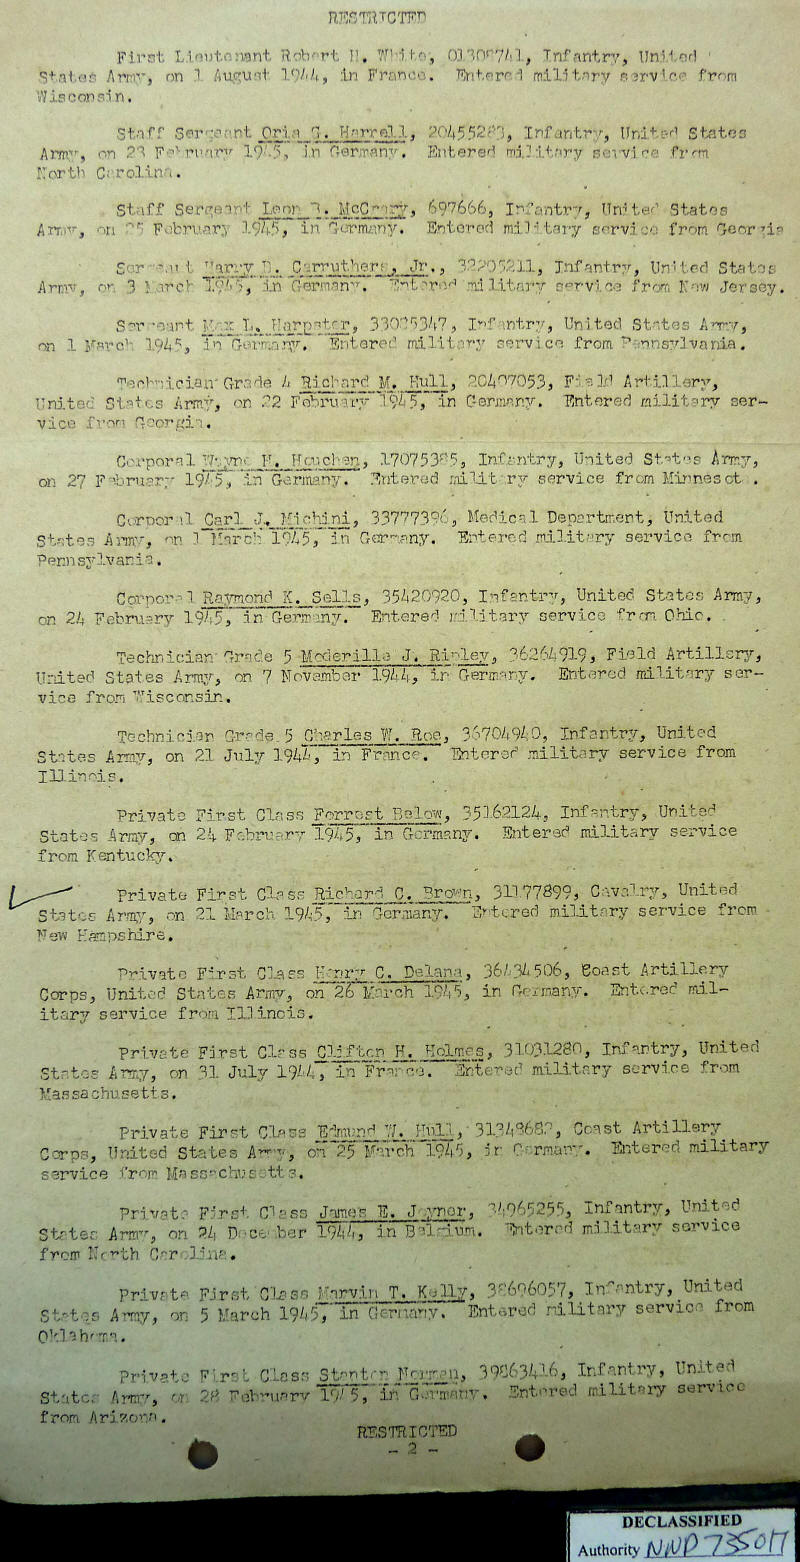 RESTRICTED
First Lieutenant Robert White, Infantry, United
States Army, on 1 August 1944, in France. Entered military service from
Wisconsin.
Staff Sergeant Harrell, Infantry, United States
Army, on 23 February 1945, in Germany. Entered military service from
North Carolina.
Staff Sergeant McCrary, 697666, Infantry, United States
Army, on 25 February 1945, in Germany. Entered military service from Georgia
Sergeant Harry Carruthers, Jr., 32205211, Infantry, United States
Army, on 3 March 1945, in Germany. Entered military service from New Jersey.
Sergeant Max L. Harpster, Infantry, United States Army,
on 1 March 1945, in Germany. Entered military service from Pennsylvania.
Technician Grade 4 Richard M. Hull, 20407053, Field Artillery,
United States Army, on 22 February 1945, in Germany. Entered military ser-
vice from Georgia.
Corporal Wayne H. Houchen, 17075385, Infantry, United States Army,
on 27 February 1945, in Germany. Entered military service from Minnesota.
Corporal Carl J. Michini, 33777396, Medical Department, United
States Army, on 1 March 1945, in Germany. Entered military service from
Pennsylvania.
Corporal Raymond K. Sells, 35420920, Infantry, United States Army,
on 24 February 1945, in Germany. Entered military service from Ohio.
Technician Grade 5 Moderille J. Ripley, 36264919, Field Artillery,
United States Army, on 7 November 1944, in Germany. Entered military ser-
vice from Wisconsin.
Technician Grade 5 Charles W. Roe, 36704940, Infantry, United
States Army, on 21 July 1944, in France. Entered military service from
Illinois.
Private First Class Forrest Below, 35162124, Infantry, United
States Army, on 24 February 1945, in Germany. Entered military service
from Kentucky.
Private First Class Richard C. Brown, 31177899, Cavalry, United
States Army, on 21 March 1945, in Germany. Entered military service from
New Hampshire.
Private First Class Henry C. Delana, 36434506, Coast Artillery
Corps, United States Army, on 26 March 1945, in Germany. Entered mil-
itary service from Illinois.
Private First Class Clifton H. Holmes, 31031280, Infantry, United
States Army, on 31 July 1944, in France. Entered military service from
Massachusetts.
Private First Class Edmund W. Hull, Coast Artillery
Corps, United States Army, on 25 March 1945, in Germany. Entered military
service from Massachusetts.
Private First Class James E. Joyner, 34965255, Infantry, United
States Army, on 24 December 1944, in Belgium. Entered military service
from North Carolina.
Private First Class Marvin T. Kelly, 38696057, Infantry, United
States Army, on 5 March 1945, in Germany. Entered military service from
Oklahoma.
Private First Class Stanton Norman, 39863416, Infantry, United
States Army, on 28 February 1945, in Germany. Entered military service
from Arizona.
RESTRICTED
- 2 -
DECLASSIFIED
Authority NND 735017